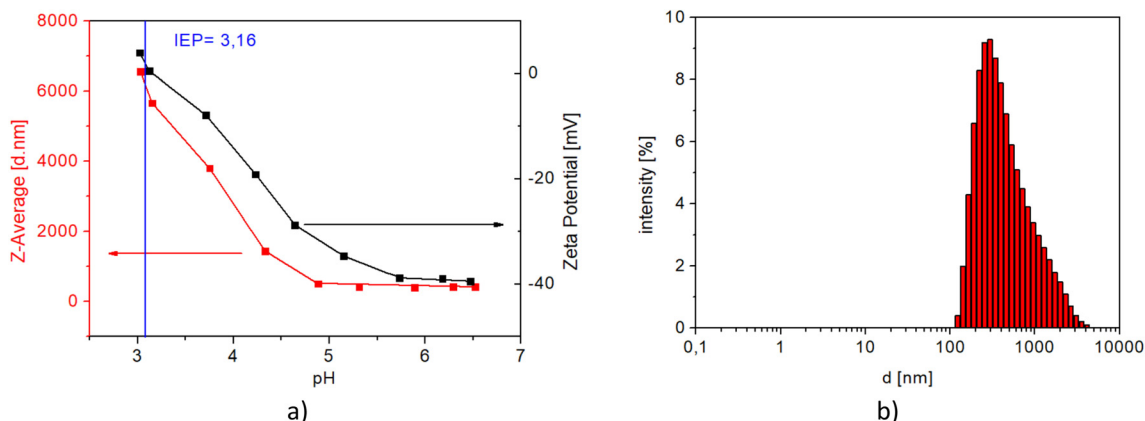 8000
6000
4000
2000
0
Z-Average [d.nm]
IEP= 3,16
0
-20
-40
Zeta Potential [mV]
3 4 5 6 7
pH
a)
10
8
6
4
2
0
intensity [%]
0,1 1 10 100 1000 10000
d [nm]
b)